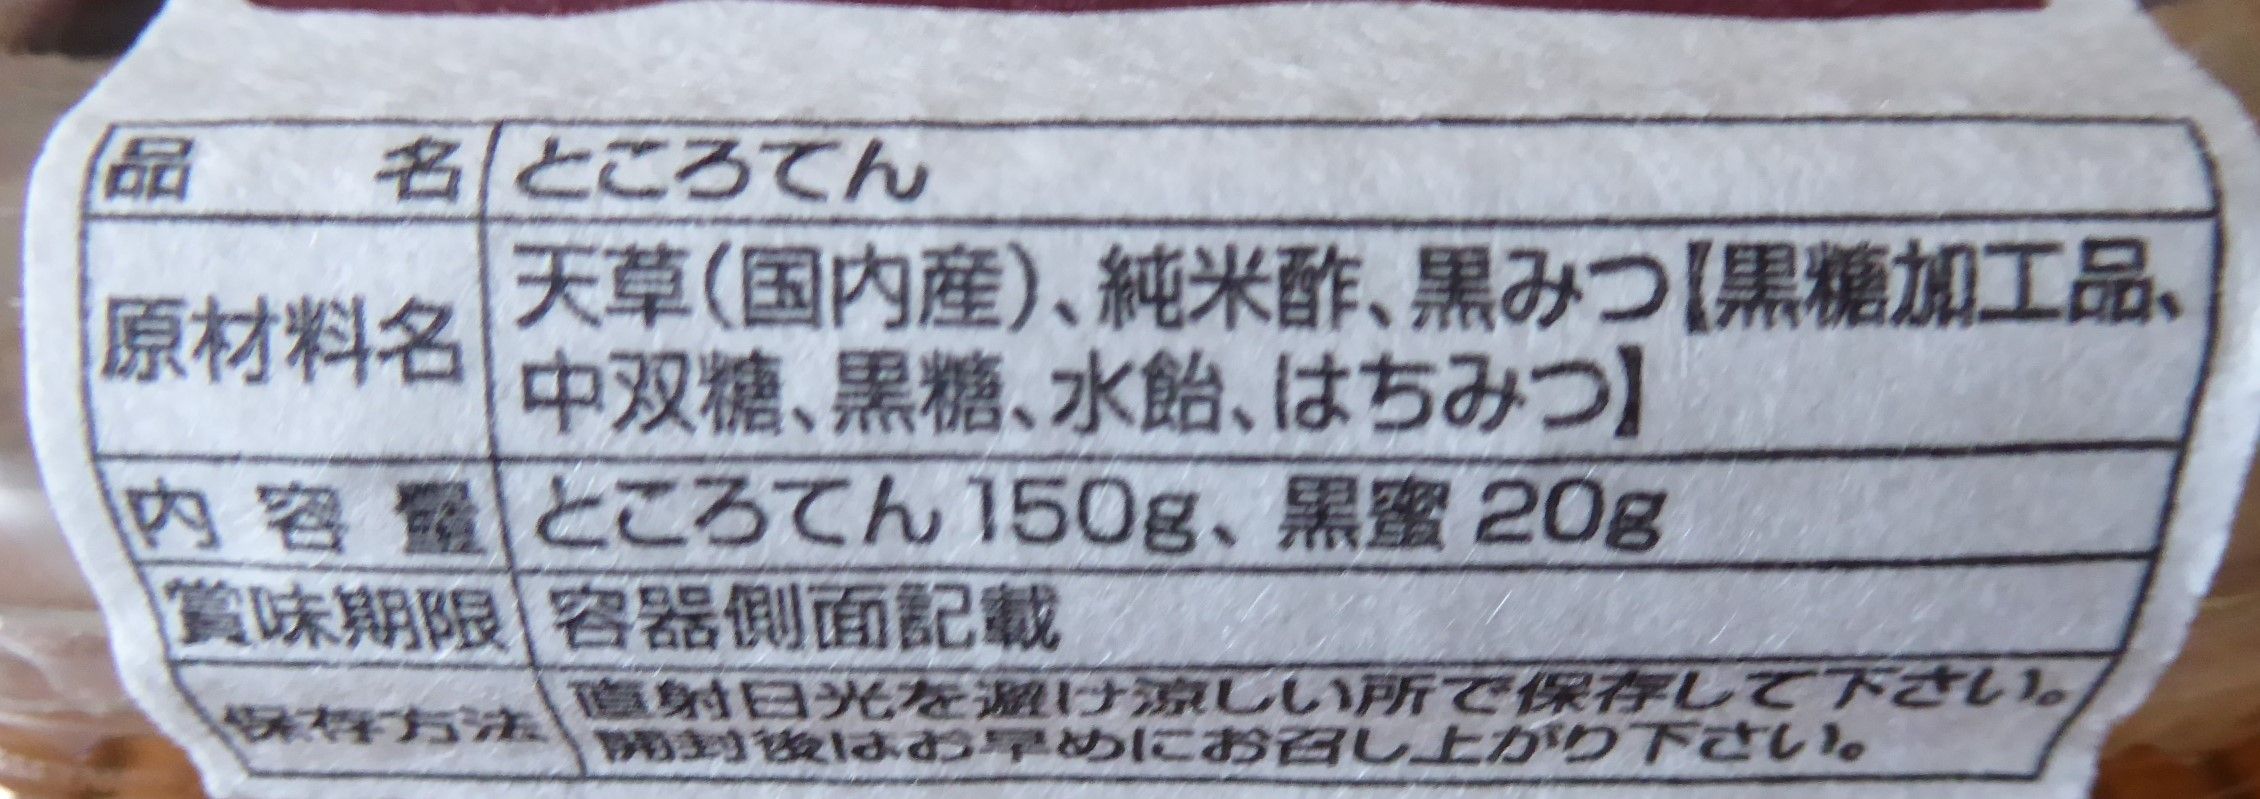 品名 ところてん
原材料名 天草(国内産)、純米酢、黒みつ【黒糖加工品、
中双糖、黒糖、水飴、はちみつ】
内容量 ところてん150g、黒蜜20g
賞味期限 容器側面記載
保存方法 直射日光を避け涼しい所で保存して下さい。
開封後はお早めにお召し上がり下さい。